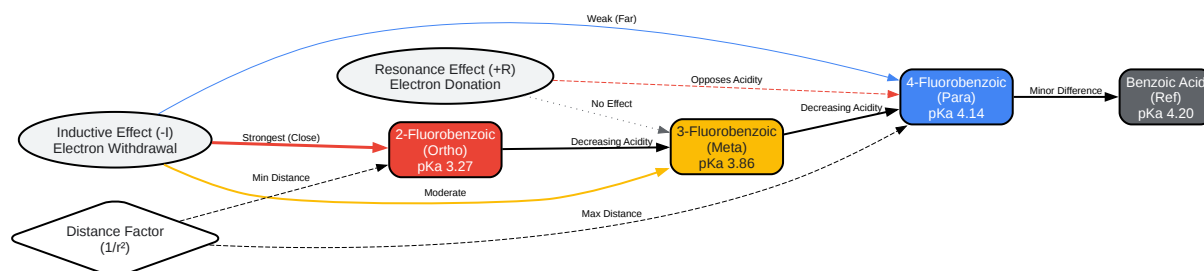 Weak (Far)
Resonance Effect (+R)
Electron Donation
Opposes Acidity
4-Fluorobenzoic
(Para)
pKa 4.14
Minor Difference
Benzoic Acid
(Ref)
pKa 4.20
No Effect
Decreasing Acidity
Inductive Effect (-I)
Electron Withdrawal
Strongest (Close)
2-Fluorobenzoic
(Ortho)
pKa 3.27
Decreasing Acidity
3-Fluorobenzoic
(Meta)
pKa 3.86
Min Distance
Moderate
Max Distance
Distance Factor
(1/r²)